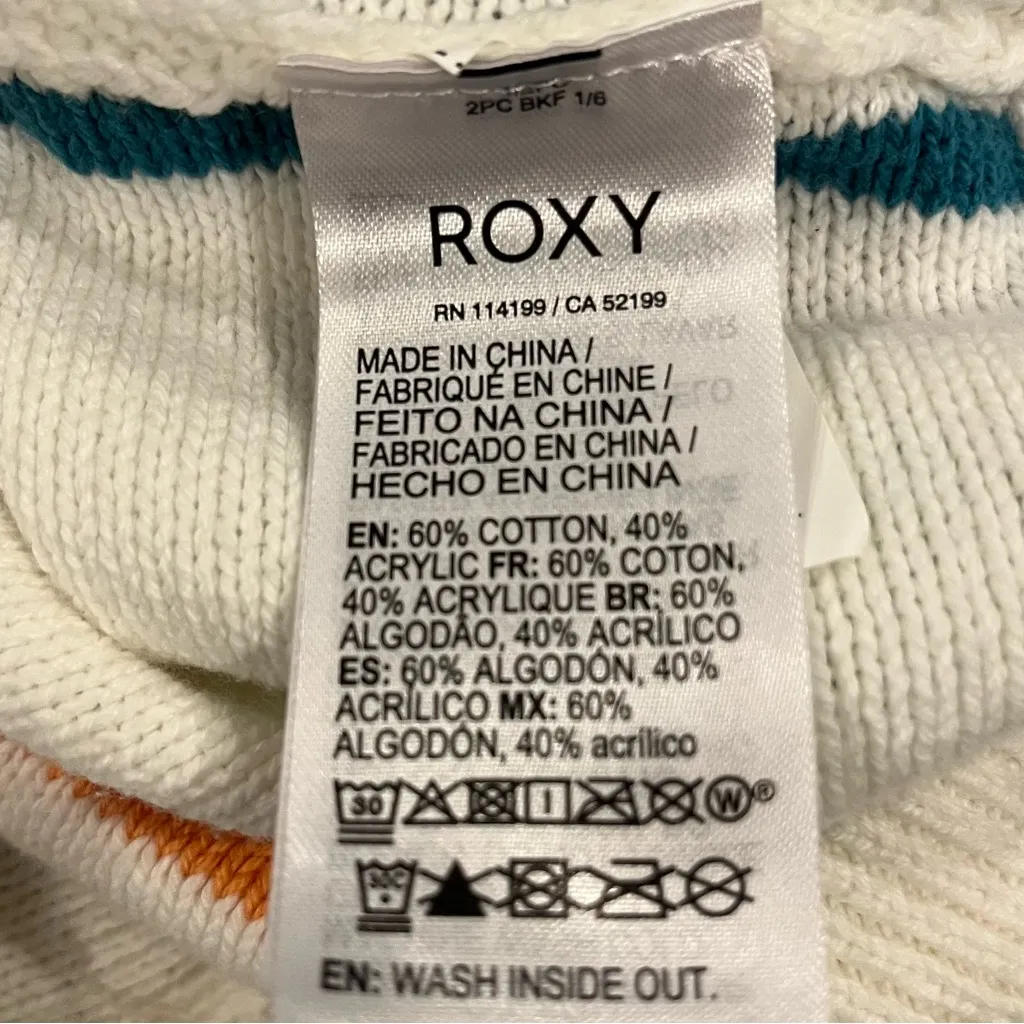 2PC BKF 1/6
ROXY
RN 114199 / CA 52199
MADE IN CHINA /
FABRIQUÉ EN CHINE /
FEITO NA CHINA /
FABRICADO EN CHINA /
HECHO EN CHINA
EN: 60% COTTON, 40%
ACRYLIC FR: 60% COTON,
40% ACRYLIQUE BR: 60%
ALGODÃO, 40% ACRÍLICO
ES: 60% ALGODÓN, 40%
ACRÍLICO MX: 60%
ALGODÓN, 40% acrílico
30 W®
30C
EN: WASH INSIDE OUT.